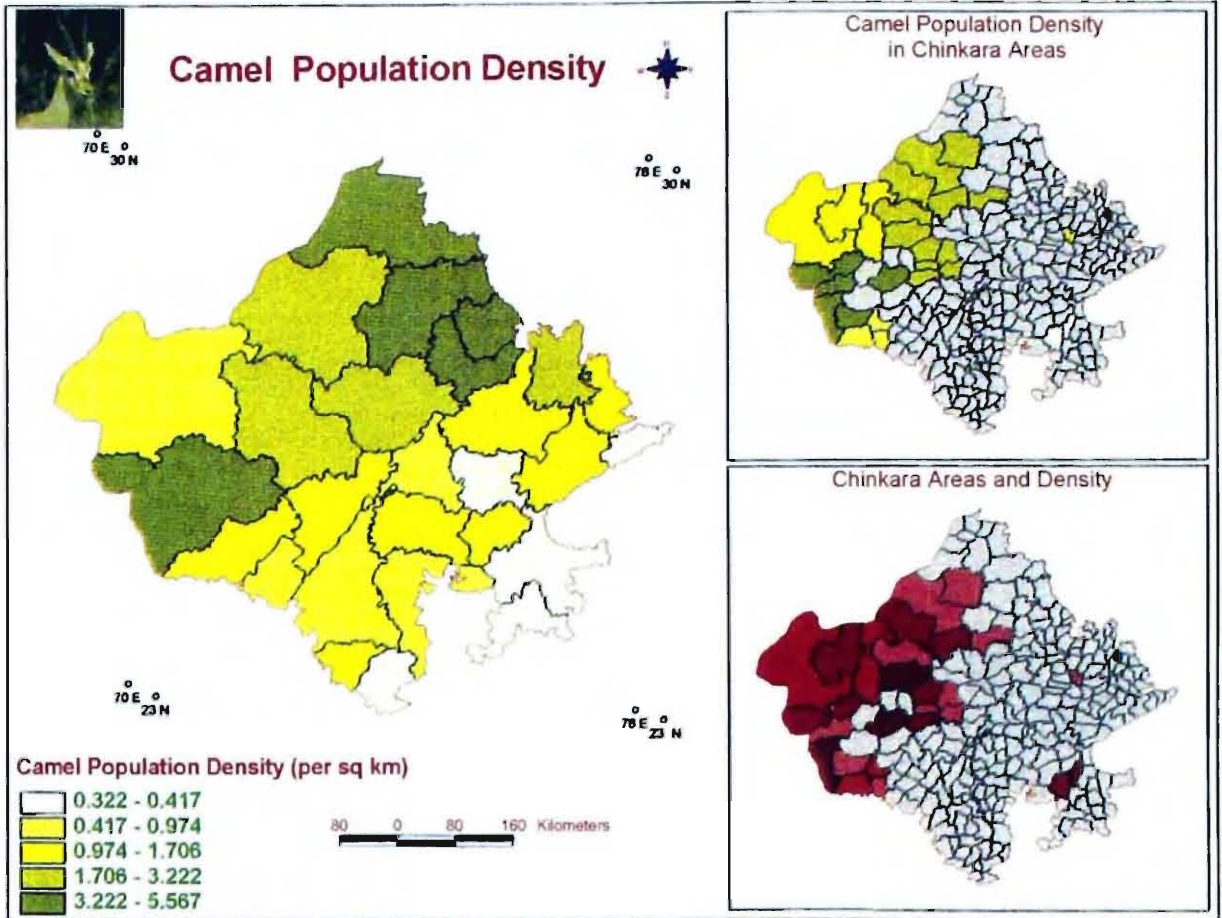 Camel Population Density
70 E 30 N
78 E 30 N
70 E 23 N
78 E 23 N
Camel Population Density (per sq km)
0.322 - 0.417
0.417 - 0.974
0.974 - 1.706
1.706 - 3.222
3.222 - 5.567
80 0 80 160 Kilometers
Camel Population Density
in Chinkara Areas
Chinkara Areas and Density